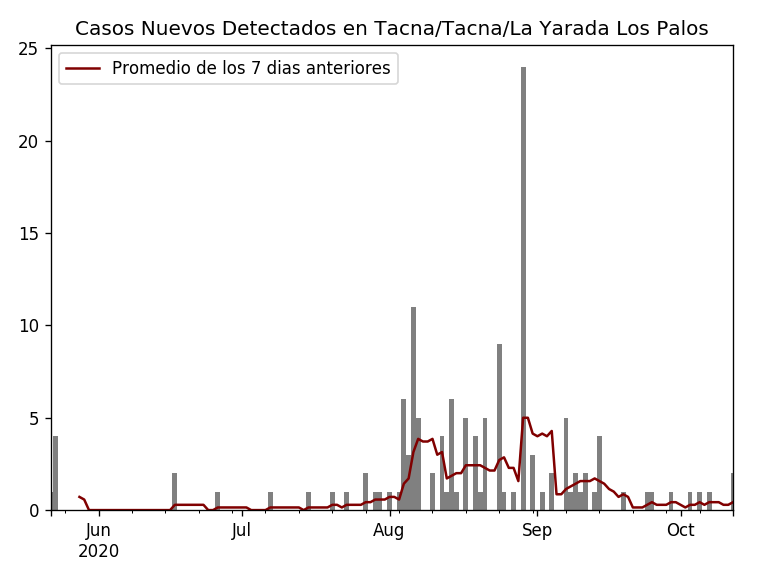 Casos Nuevos Detectados en Tacna/Tacna/La Yarada Los Palos
Promedio de los 7 dias anteriores
25
20
15
10
5
0
Jun Jul Aug Sep Oct
2020